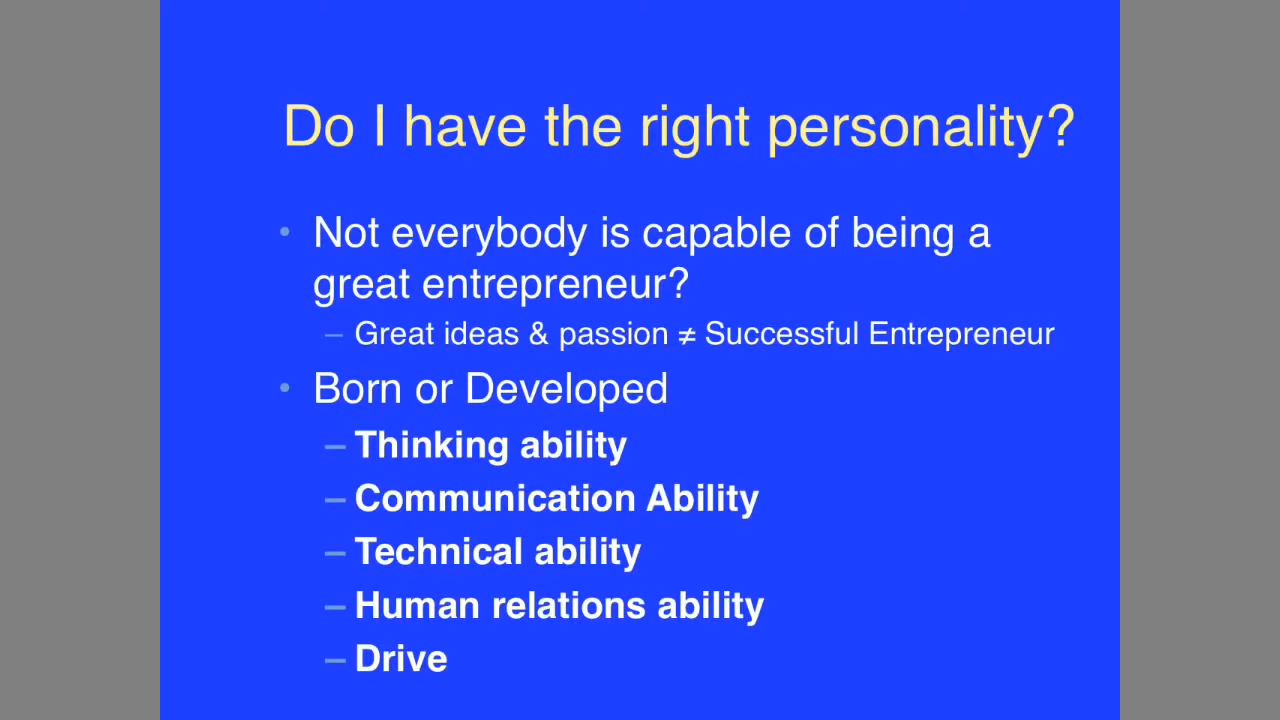 Do I have the right personality?
• Not everybody is capable of being a
great entrepreneur?
– Great ideas & passion ≠ Successful Entrepreneur
• Born or Developed
– Thinking ability
– Communication Ability
– Technical ability
– Human relations ability
– Drive